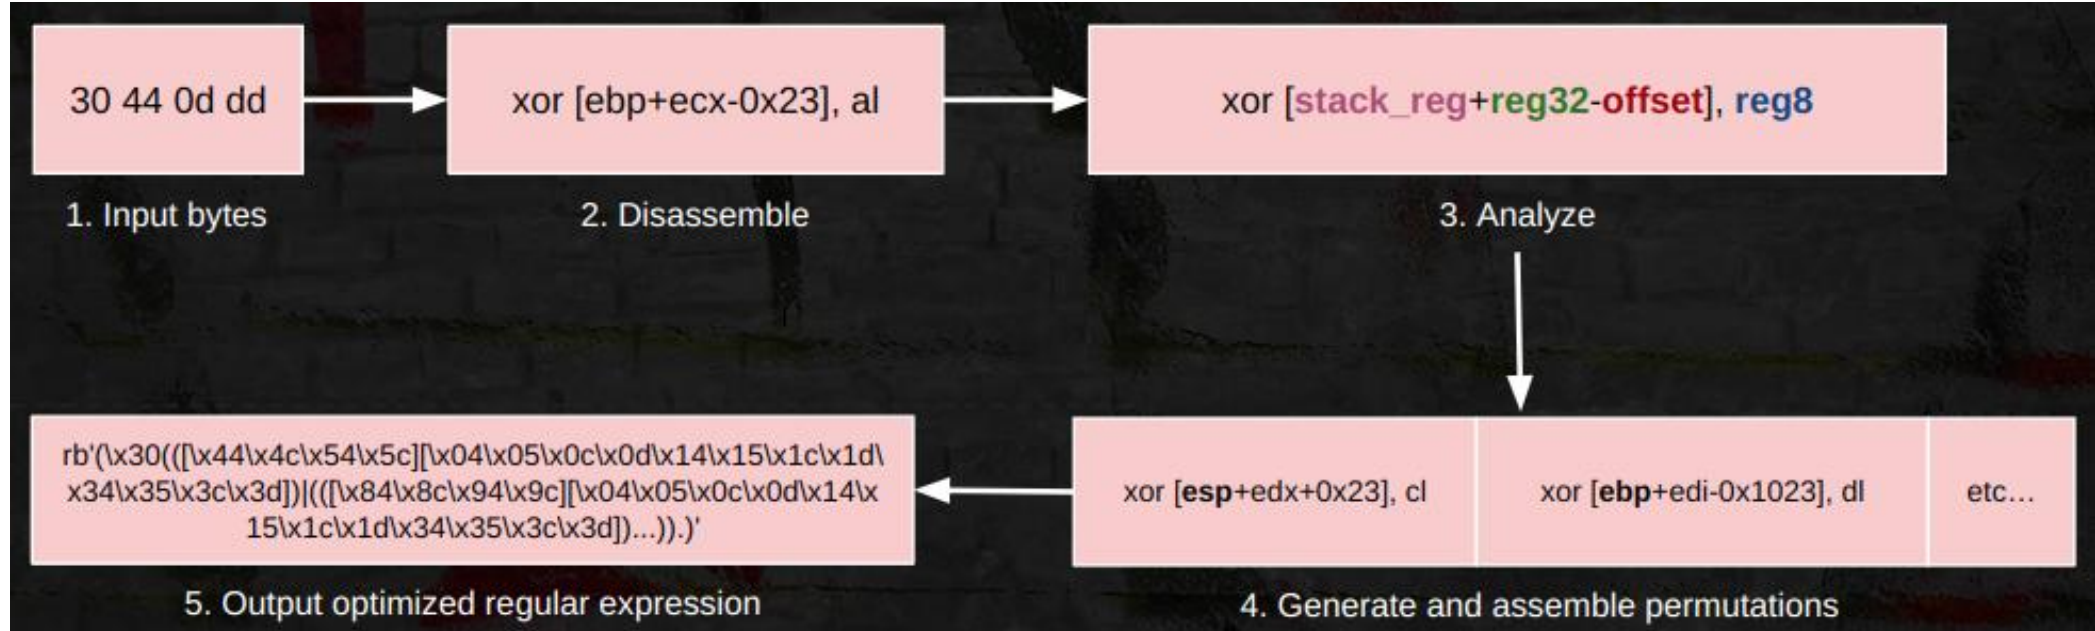 30 44 0d dd
xor [ebp+ecx-0x23], al
xor [stack_reg+reg32-offset], reg8
1. Input bytes
2. Disassemble
3. Analyze
xor [esp+edx+0x23], cl
xor [ebp+edi-0x1023], dl
etc...
4. Generate and assemble permutations
rb'(\x30(([\x44\x4c\x54\x5c][\x04\x05\x0c\x0d\x14\x15\x1c\x1d\
x34\x35\x3c\x3d])|(([\x84\x8c\x94\x9c][\x04\x05\x0c\x0d\x14\x
15\x1c\x1d\x34\x35\x3c\x3d])...)).)'
5. Output optimized regular expression